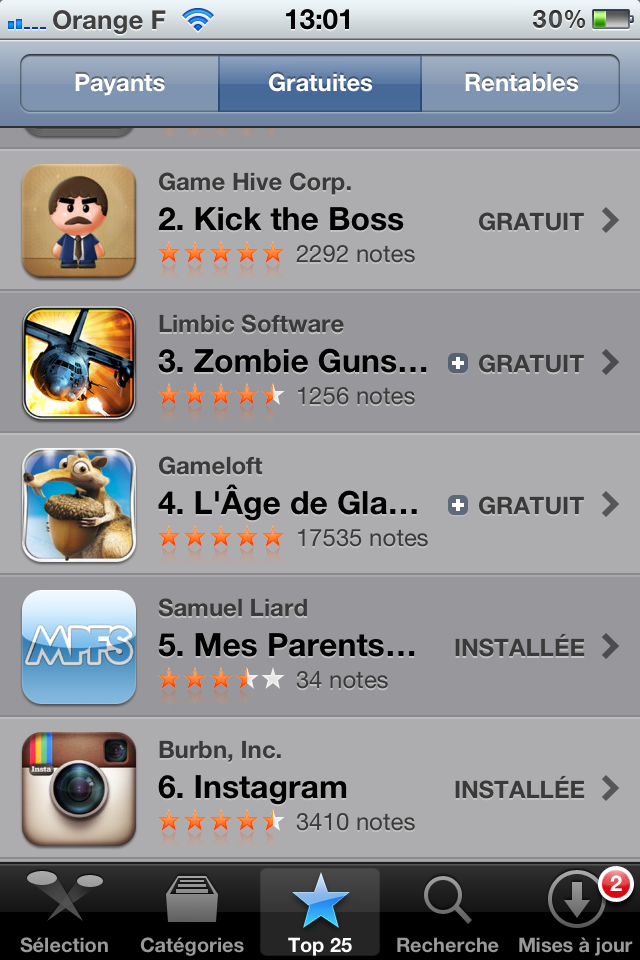 Orange F 13:01 30%
Payants Gratuites Rentables
Game Hive Corp.
2. Kick the Boss GRATUIT
2292 notes
Limbic Software
3. Zombie Guns... GRATUIT
1256 notes
Gameloft
4. L'Âge de Gla... GRATUIT
17535 notes
MPFS
Samuel Liard
5. Mes Parents... INSTALLÉE
34 notes
Insta
Burbn, Inc.
6. Instagram INSTALLÉE
3410 notes
2
Sélection Catégories Top 25 Recherche Mises à jour